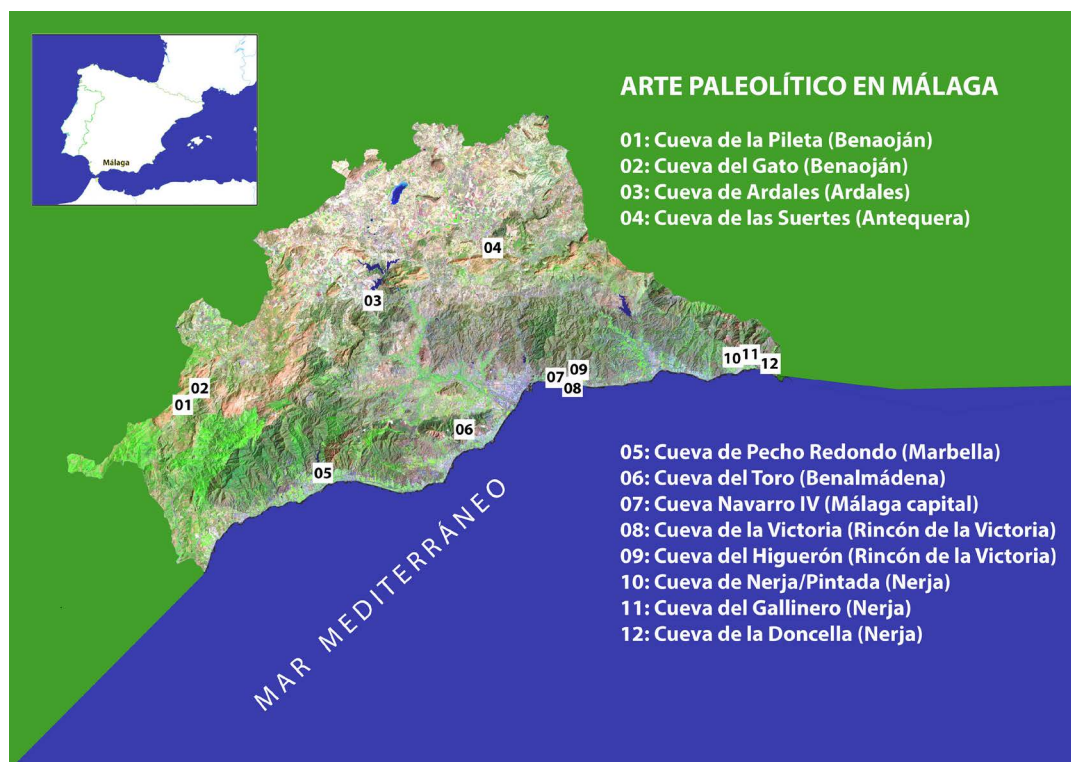 Málaga
ARTE PALEOLÍTICO EN MÁLAGA
01: Cueva de la Pileta (Benaoján)
02: Cueva del Gato (Benaoján)
03: Cueva de Ardales (Ardales)
04: Cueva de las Suertes (Antequera)
04
03
10
11
12
09
07
08
02
01
06
05
05: Cueva de Pecho Redondo (Marbella)
06: Cueva del Toro (Benalmádena)
07: Cueva Navarro IV (Málaga capital)
08: Cueva de la Victoria (Rincón de la Victoria)
09: Cueva del Higuerón (Rincón de la Victoria)
10: Cueva de Nerja/Pintada (Nerja)
11: Cueva del Gallinero (Nerja)
12: Cueva de la Doncella (Nerja)
MAR MEDITERRÁNEO